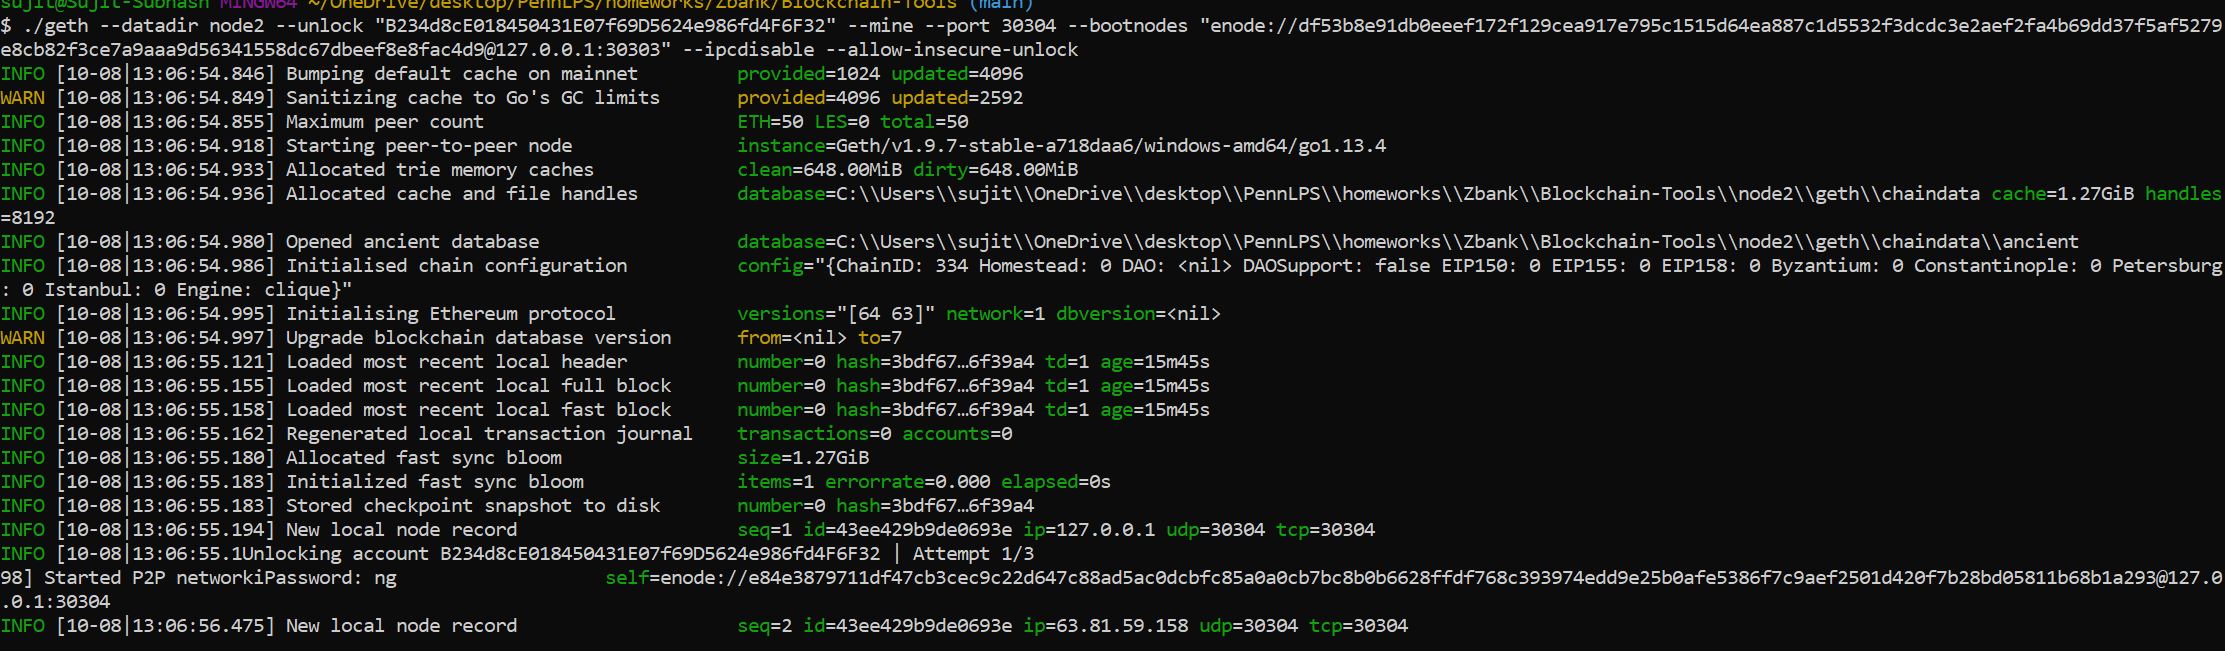 sujit@Sujit-Subhash MINGW64 ~/OneDrive/desktop/PennLPS/homeworks/Zbank/Blockchain-Tools (main)
$ ./geth --datadir node2 --unlock "B234d8cE018450431E07f69D5624e986fd4F6F32" --mine --port 30304 --bootnodes "enode://df53b8e91db0eeef172f129cea917e795c1515d64ea887c1d5532f3dcdc3e2aef2fa4b69dd37f5af5279
e8cb82f3ce7a9aaa9d56341558dc67dbeef8e8fac4d9@127.0.0.1:30303" --ipcdisable --allow-insecure-unlock
INFO [10-08|13:06:54.846] Bumping default cache on mainnet provided=1024 updated=4096
WARN [10-08|13:06:54.849] Sanitizing cache to Go's GC limits provided=4096 updated=2592
INFO [10-08|13:06:54.855] Maximum peer count ETH=50 LES=0 total=50
INFO [10-08|13:06:54.918] Starting peer-to-peer node instance=Geth/v1.9.7-stable-a718daa6/windows-amd64/go1.13.4
INFO [10-08|13:06:54.933] Allocated trie memory caches clean=648.00MiB dirty=648.00MiB
INFO [10-08|13:06:54.936] Allocated cache and file handles database=C:\\Users\\sujit\\OneDrive\\desktop\\PennLPS\\homeworks\\Zbank\\Blockchain-Tools\\node2\\geth\\chaindata cache=1.27GiB handles
=8192
INFO [10-08|13:06:54.980] Opened ancient database database=C:\\Users\\sujit\\OneDrive\\desktop\\PennLPS\\homeworks\\Zbank\\Blockchain-Tools\\node2\\geth\\chaindata\\ancient
INFO [10-08|13:06:54.986] Initialised chain configuration config="{ChainID: 334 Homestead: 0 DAO: <nil> DAOSupport: false EIP150: 0 EIP155: 0 EIP158: 0 Byzantium: 0 Constantinople: 0 Petersburg
: 0 Istanbul: 0 Engine: clique}"
INFO [10-08|13:06:54.995] Initialising Ethereum protocol versions="[64 63]" network=1 dbversion=<nil>
WARN [10-08|13:06:54.997] Upgrade blockchain database version from=<nil> to=7
INFO [10-08|13:06:55.121] Loaded most recent local header number=0 hash=3bdf67…6f39a4 td=1 age=15m45s
INFO [10-08|13:06:55.155] Loaded most recent local full block number=0 hash=3bdf67…6f39a4 td=1 age=15m45s
INFO [10-08|13:06:55.158] Loaded most recent local fast block number=0 hash=3bdf67…6f39a4 td=1 age=15m45s
INFO [10-08|13:06:55.162] Regenerated local transaction journal transactions=0 accounts=0
INFO [10-08|13:06:55.180] Allocated fast sync bloom size=1.27GiB
INFO [10-08|13:06:55.183] Initialized fast sync bloom items=1 errorrate=0.000 elapsed=0s
INFO [10-08|13:06:55.183] Stored checkpoint snapshot to disk number=0 hash=3bdf67…6f39a4
INFO [10-08|13:06:55.194] New local node record seq=1 id=43ee429b9de0693e ip=127.0.0.1 udp=30304 tcp=30304
INFO [10-08|13:06:55.1Unlocking account B234d8cE018450431E07f69D5624e986fd4F6F32 | Attempt 1/3
98] Started P2P networkiPassword: ng self=enode://e84e3879711df47cb3cec9c22d647c88ad5ac0dcbfc85a0a0cb7bc8b0b6628ffdf768c393974edd9e25b0afe5386f7c9aef2501d420f7b28bd05811b68b1a293@127.0
.0.1:30304
INFO [10-08|13:06:56.475] New local node record seq=2 id=43ee429b9de0693e ip=63.81.59.158 udp=30304 tcp=30304